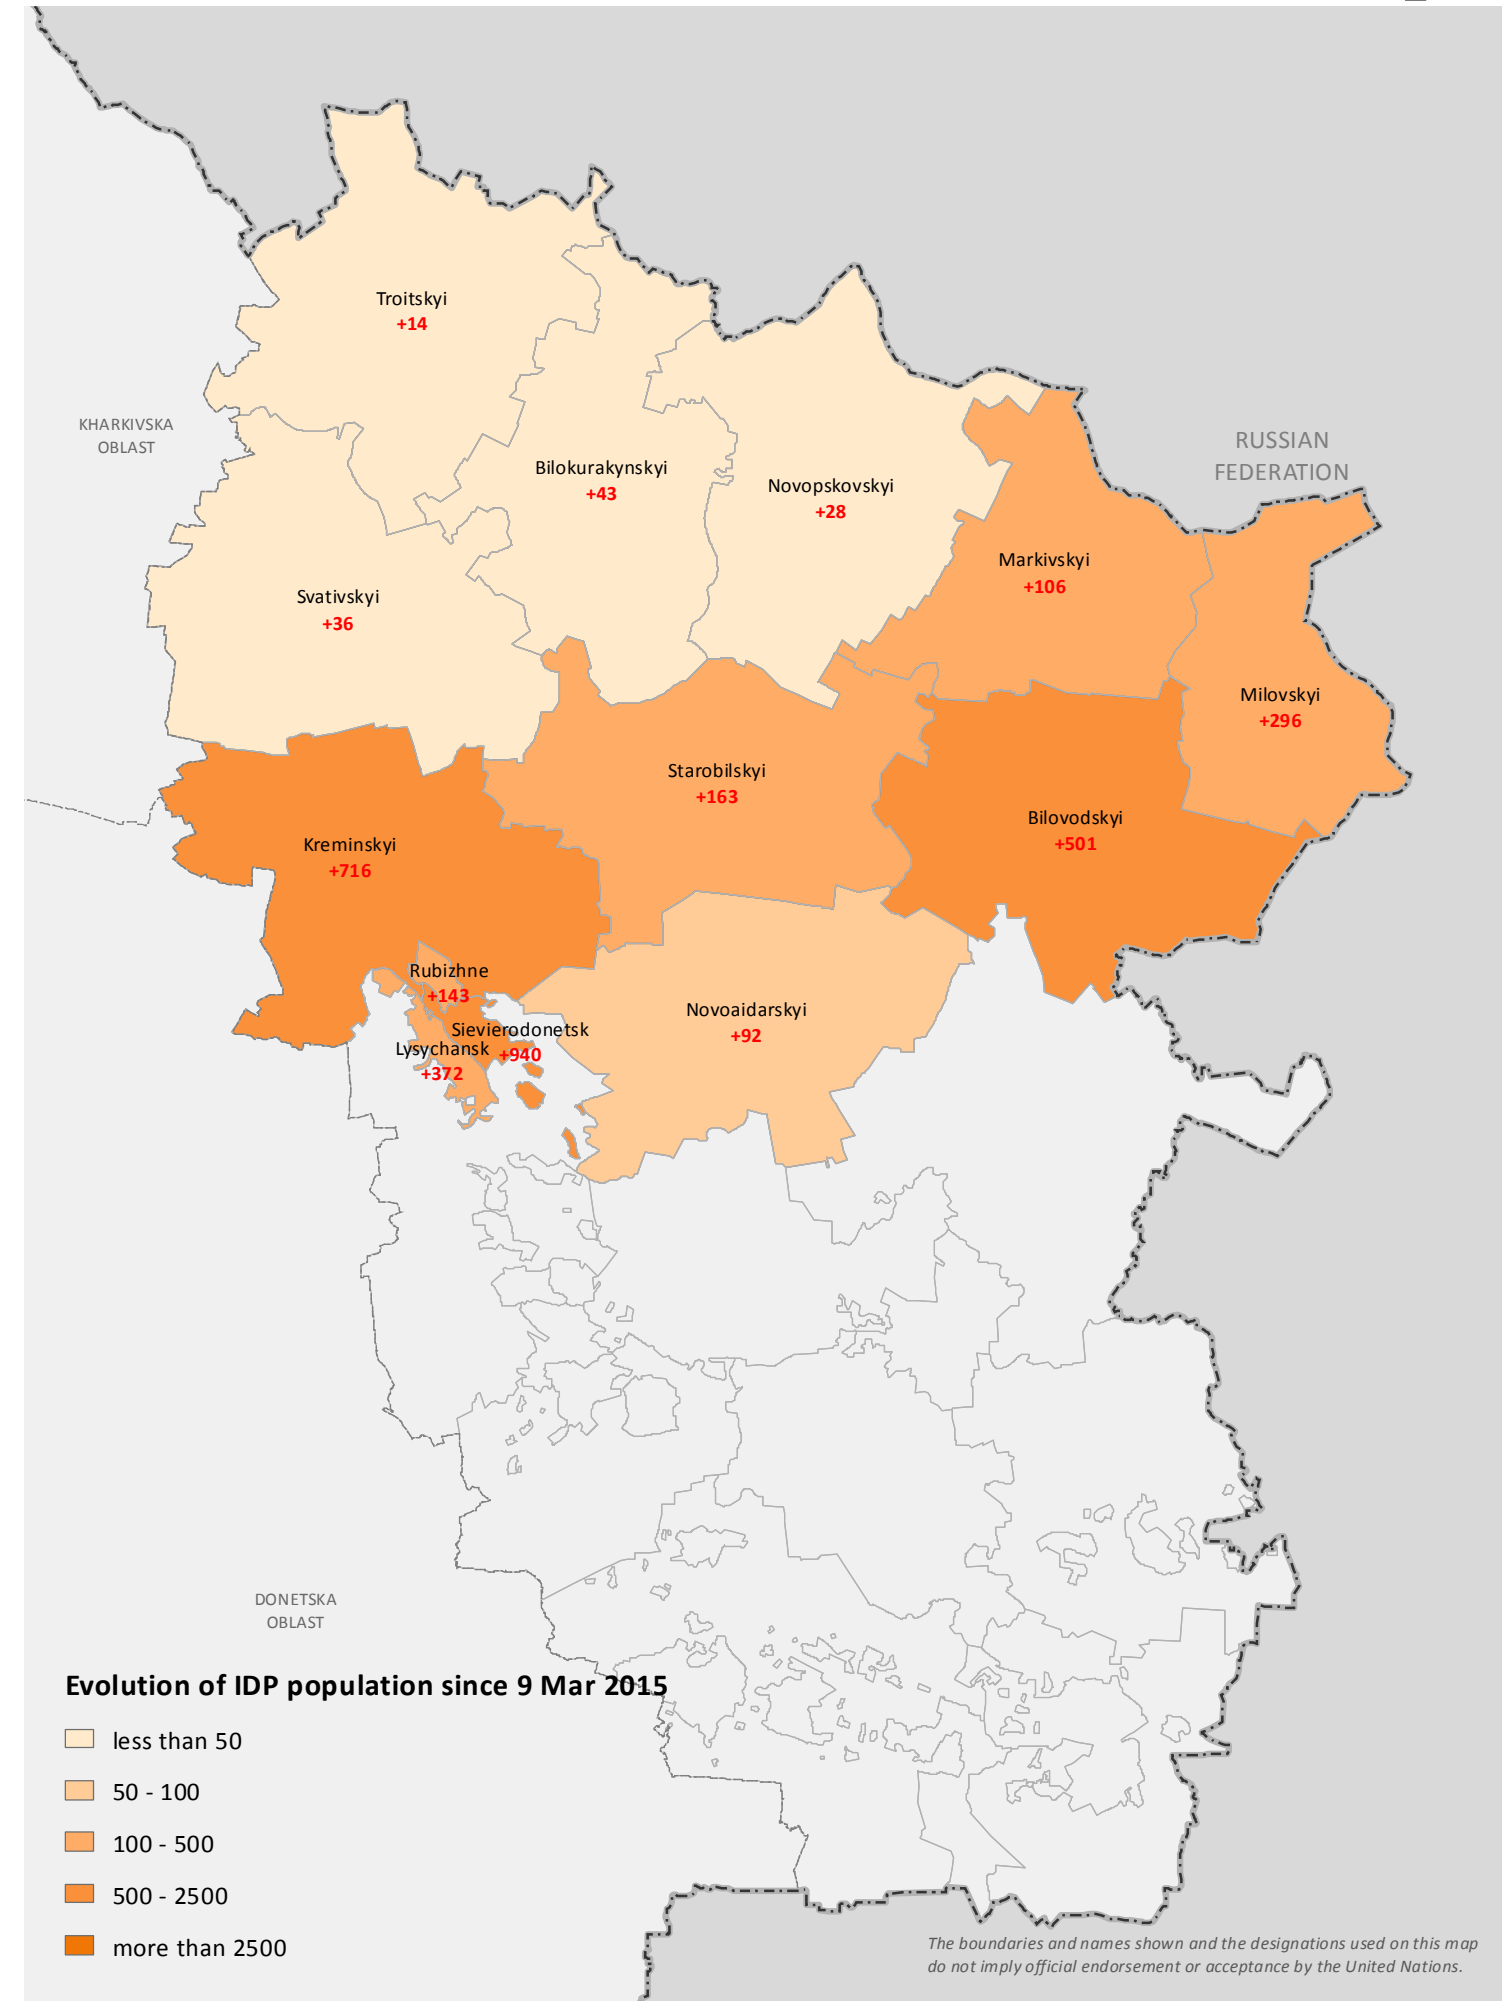 Troitskyi
+14
KHARKIVSKA
OBLAST
RUSSIAN
FEDERATION
Bilokurakynskyi
+43
Novopskovskyi
+28
Markivskyi
+106
Svativskyi
+36
Milovskyi
+296
Starobilskyi
+163
Bilovodskyi
+501
Kreminskyi
+716
Rubizhne
+143
Novoaidarskyi
+92
Sievierodonetsk
+940
Lysychansk
+372
DONETSKA
OBLAST
Evolution of IDP population since 9 Mar 2015
less than 50
50 - 100
100 - 500
500 - 2500
more than 2500
The boundaries and names shown and the designations used on this map
do not imply official endorsement or acceptance by the United Nations.